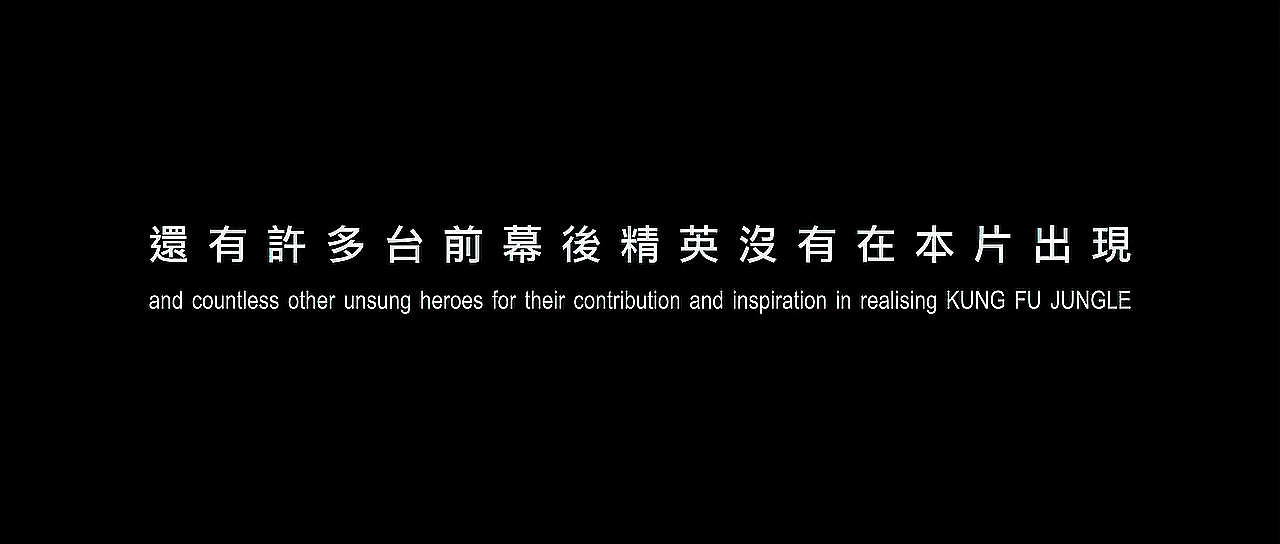 還有許多台前幕後精英沒有在本片出現
and countless other unsung heroes for their contribution and inspiration in realising KUNG FU JUNGLE